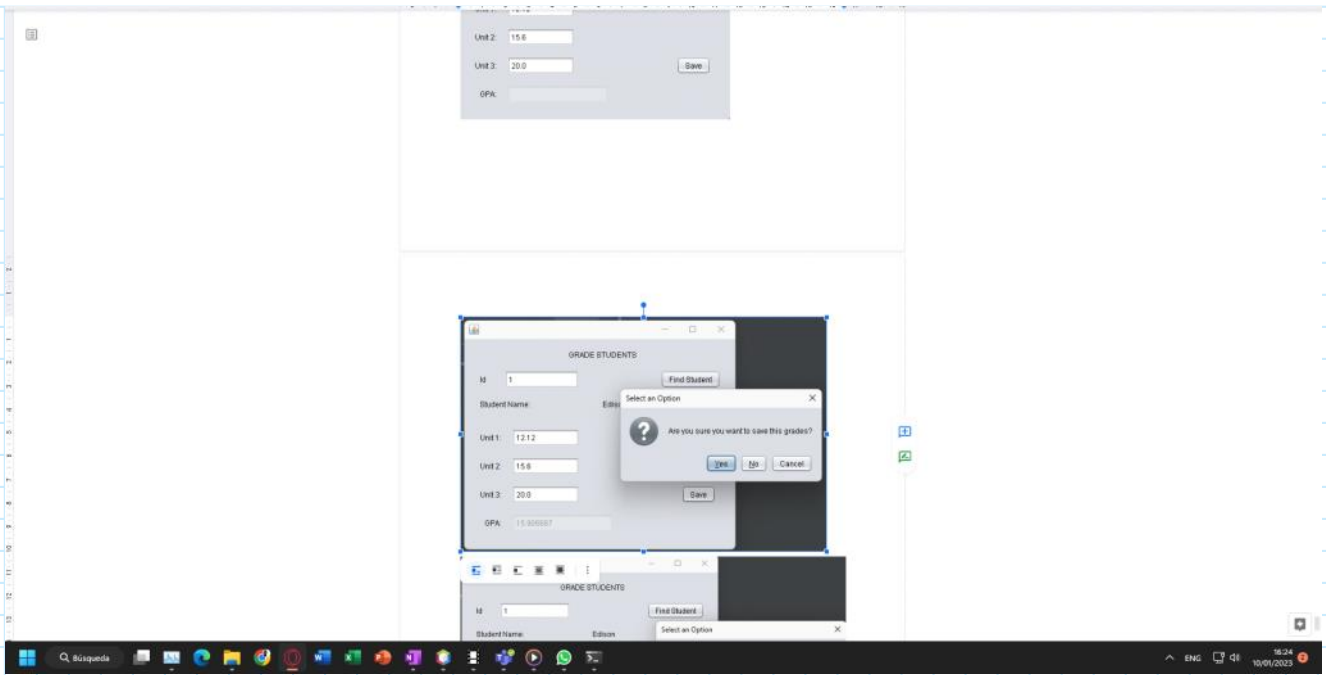 Unit 2: 15.6
Unit 3: 20.0 Save
GPA:
GRADE STUDENTS
Id 1 Find Student
Student Name:
Select an Option
Are you sure you want to save this grades?
Yes No Cancel
Unit 1: 12.12
Unit 2: 15.6
Unit 3: 20.0 Save
GPA:
GRADE STUDENTS
Id 1 Find Student
Student Name: Edison
Select an Option
Búsqueda
ENG
16:24
10/01/2023